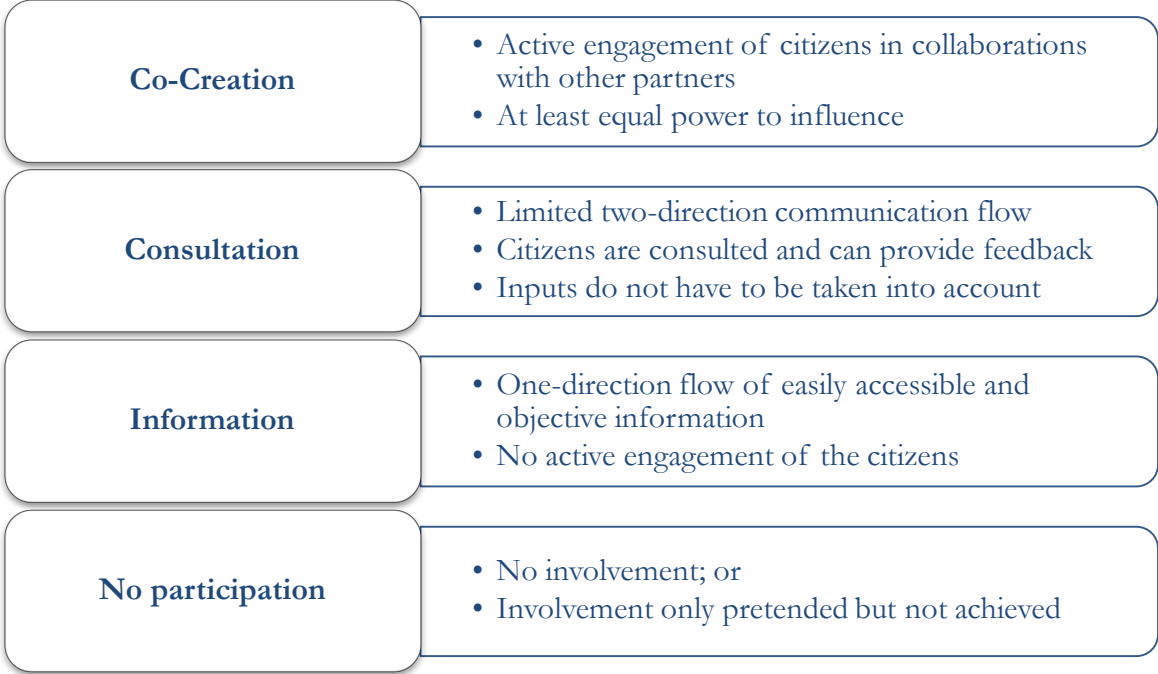 Co-Creation
• Active engagement of citizens in collaborations
with other partners
• At least equal power to influence
Consultation
• Limited two-direction communication flow
• Citizens are consulted and can provide feedback
• Inputs do not have to be taken into account
Information
• One-direction flow of easily accessible and
objective information
• No active engagement of the citizens
No participation
• No involvement; or
• Involvement only pretended but not achieved